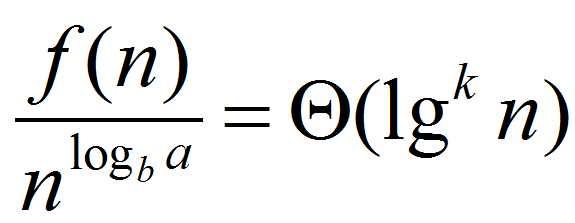 f(n) / n^{log_b a} = Θ(lg^k n)